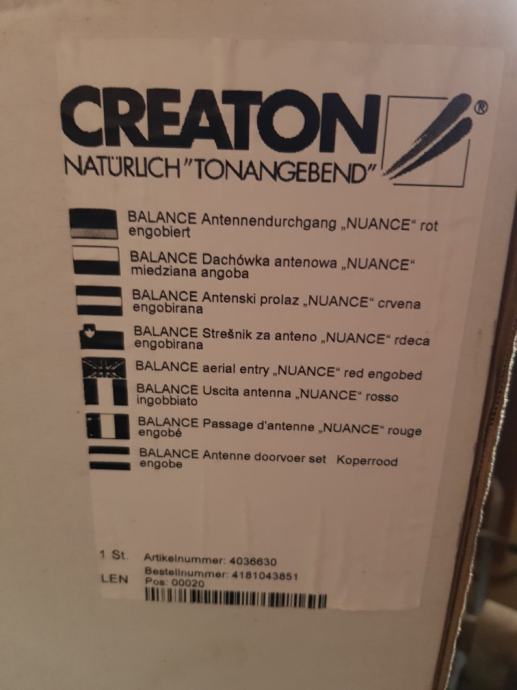 CREATON ®
NATÜRLICH "TONANGEBEND"
BALANCE Antennendurchgang „NUANCE“ rot
engobiert
BALANCE Dachówka antenowa „NUANCE“
miedziana angoba
BALANCE Antenski prolaz „NUANCE“ crvena
engobirana
BALANCE Strešnik za anteno „NUANCE“ rdeca
engobirana
BALANCE aerial entry „NUANCE“ red engobed
BALANCE Uscita antenna „NUANCE“ rosso
ingobbiato
BALANCE Passage d'antenne „NUANCE“ rouge
engobé
BALANCE Antenne doorvoer set Koperrood
engobe
1 St. Artikelnummer: 4036630
Bestellnummer: 4181043851
LEN Pos: 00020